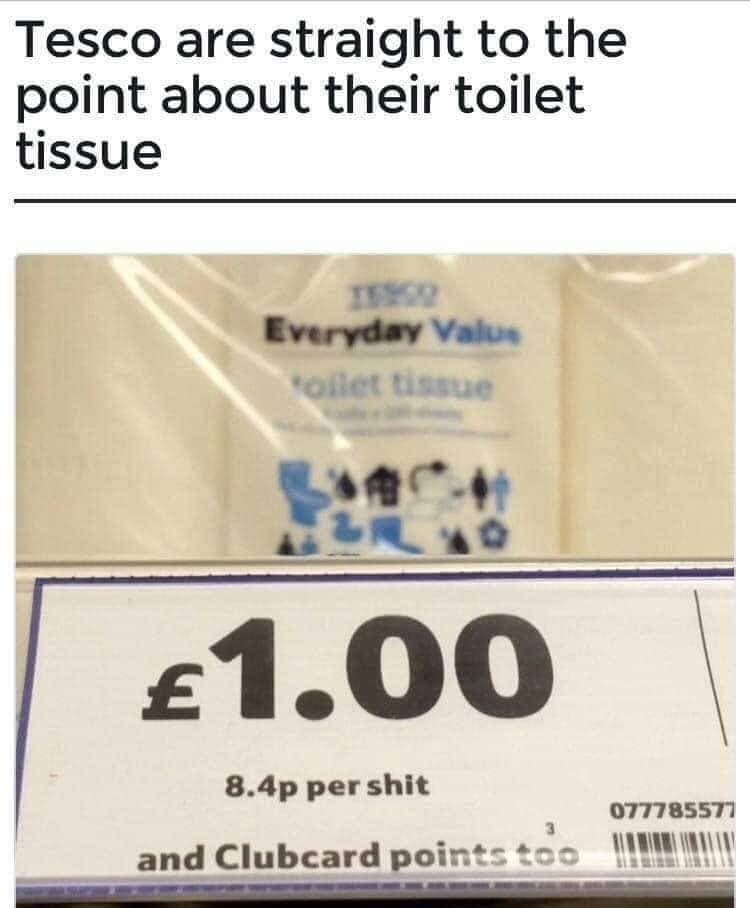 Tesco are straight to the
point about their toilet
tissue
TESCO
Everyday Value
toilet tissue
£1.00
8.4p per shit
3
077785577
and Clubcard points too